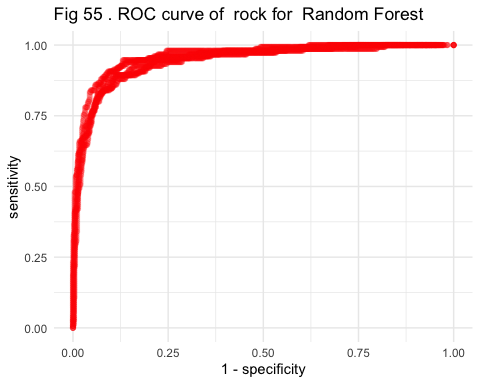 Fig 55 . ROC curve of  rock for  Random Forest
1.00
0.75
0.50
0.25
0.00
sensitivity
0.00 0.25 0.50 0.75 1.00
1 - specificity